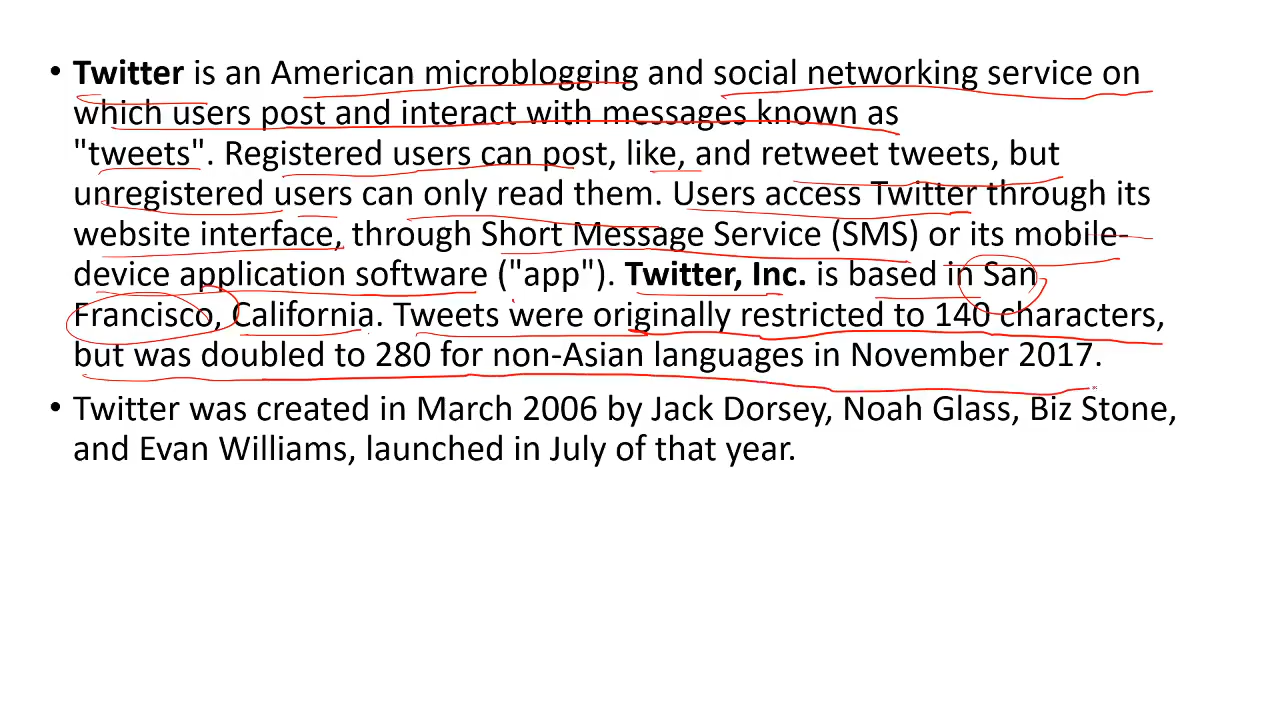 • Twitter is an American microblogging and social networking service on
which users post and interact with messages known as
"tweets". Registered users can post, like, and retweet tweets, but
unregistered users can only read them. Users access Twitter through its
website interface, through Short Message Service (SMS) or its mobile-
device application software ("app"). Twitter, Inc. is based in San
Francisco, California. Tweets were originally restricted to 140 characters,
but was doubled to 280 for non-Asian languages in November 2017.
• Twitter was created in March 2006 by Jack Dorsey, Noah Glass, Biz Stone,
and Evan Williams, launched in July of that year.